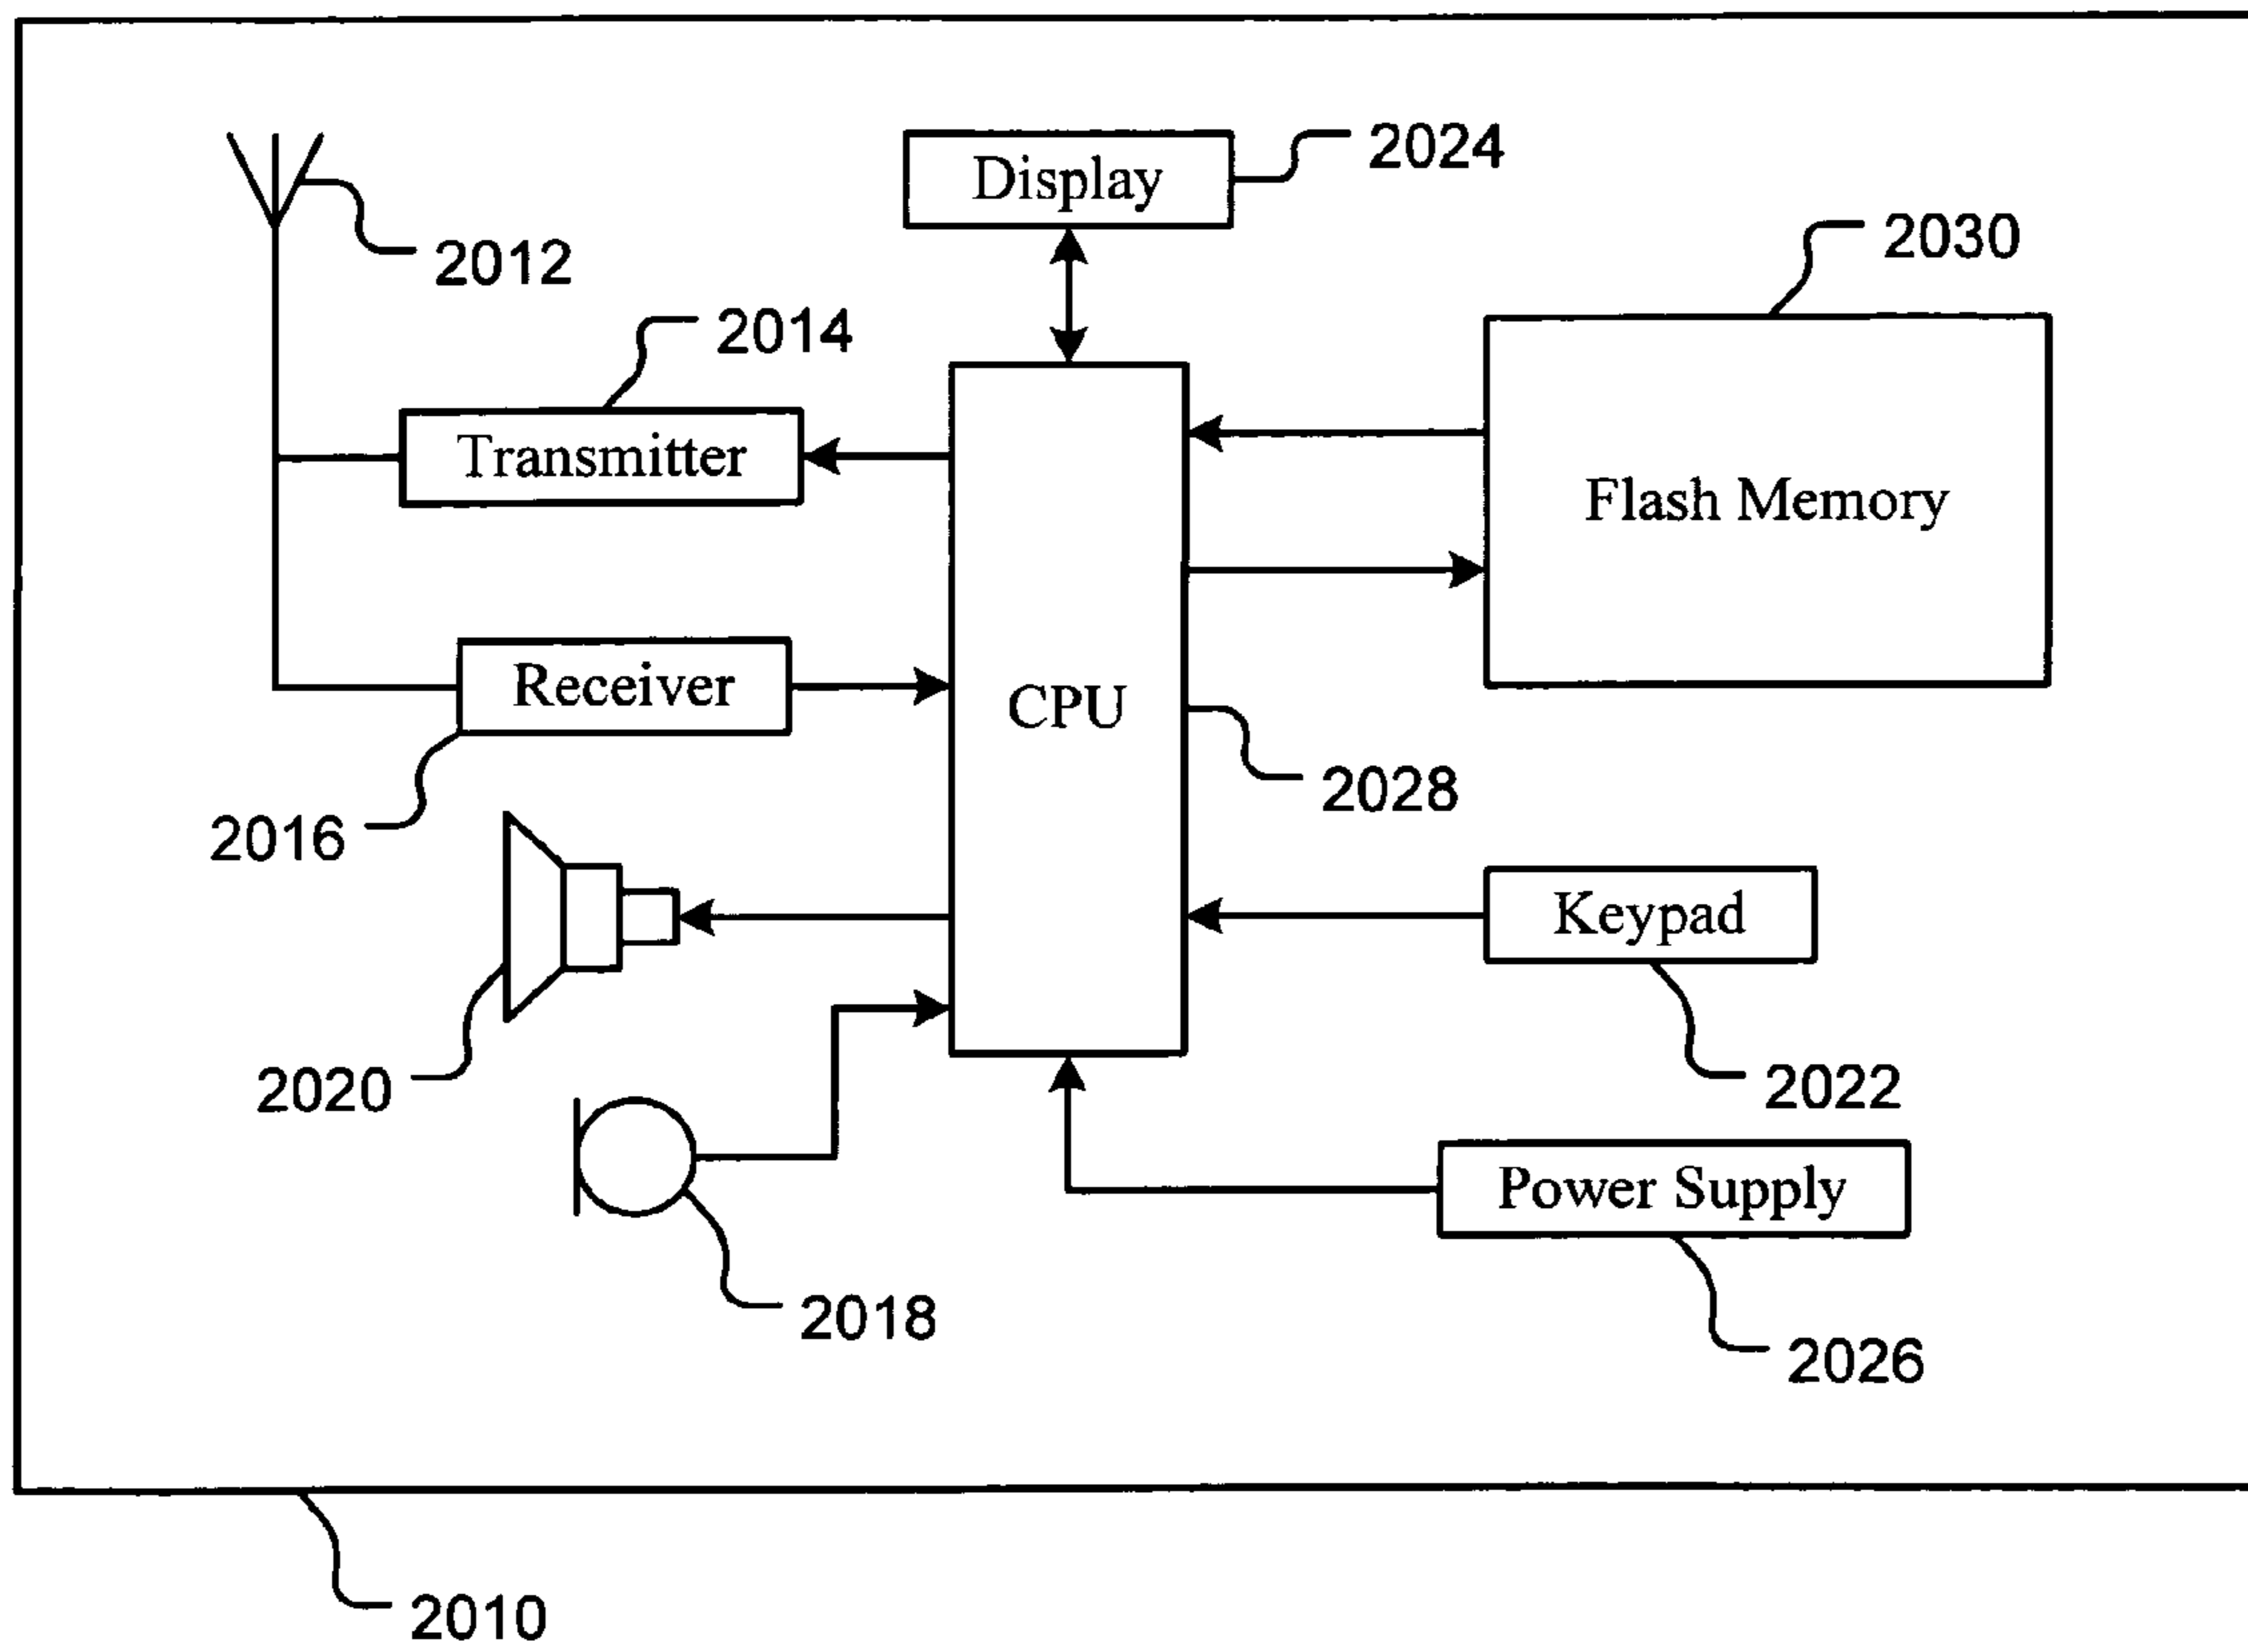 Display
2024
2012
2030
2014
Transmitter
Flash Memory
Receiver
CPU
2016
2028
Keypad
2020
2022
Power Supply
2018
2026
2010